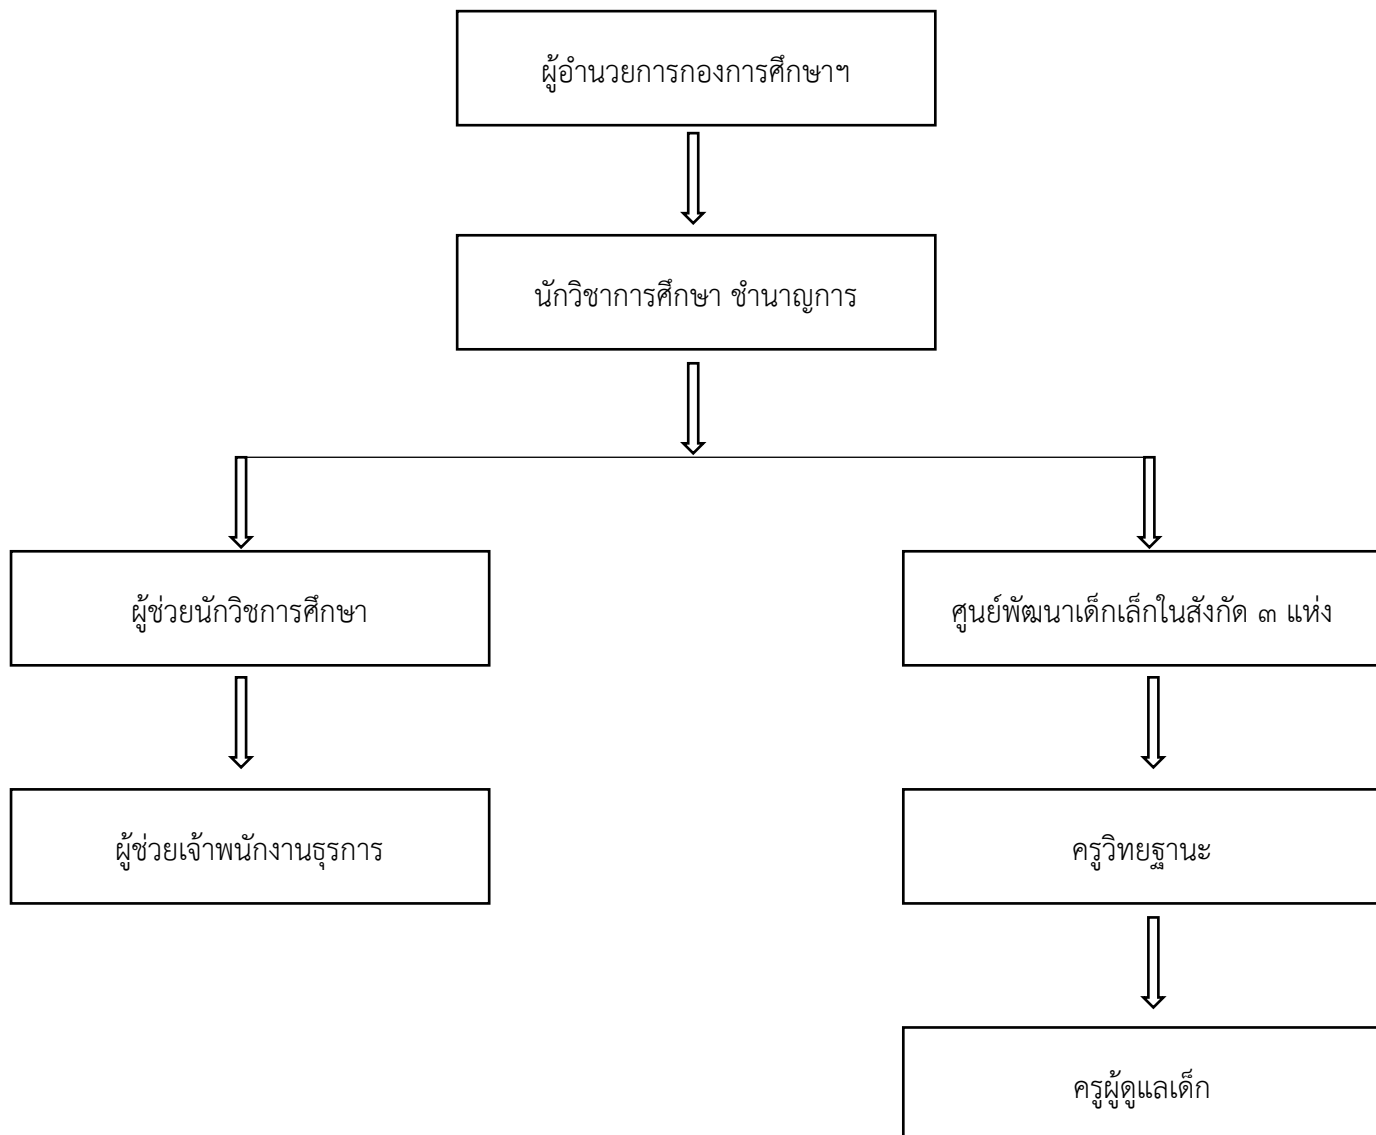 ผู้อำนวยการกองการศึกษาฯ
นักวิชาการศึกษา ชำนาญการ
ผู้ช่วยนักวิชการศึกษา
ศูนย์พัฒนาเด็กเล็กในสังกัด ๓ แห่ง
ผู้ช่วยเจ้าพนักงานธุรการ
ครูวิทยฐานะ
ครูผู้ดูแลเด็ก